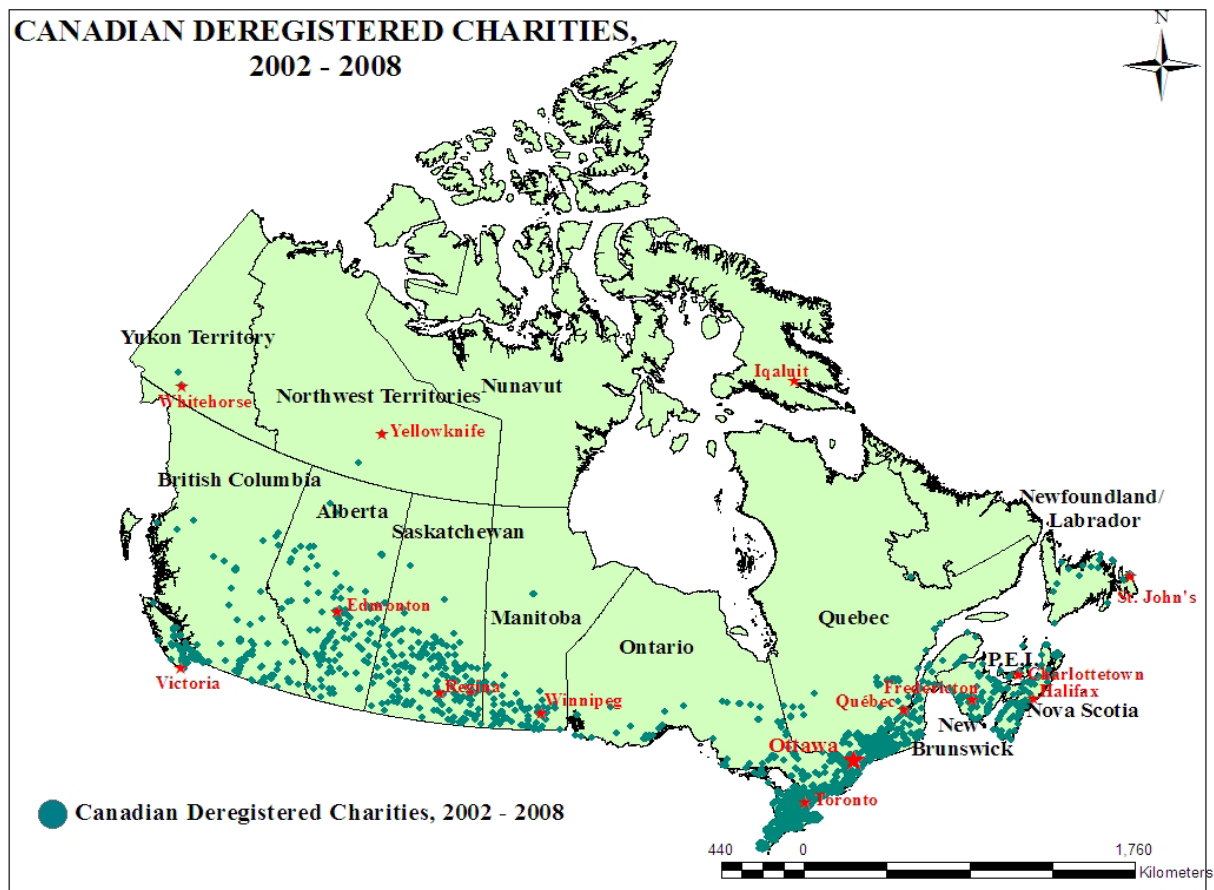 CANADIAN DEREGISTERED CHARITIES,
2002 - 2008
N
Yukon Territory
Whitehorse
Northwest Territories
Nunavut
Iqaluit
Yellowknife
British Columbia
Alberta
Saskatchewan
Newfoundland/
Labrador
Edmonton
Manitoba
Ontario
Quebec
St. John's
Victoria
Regina
Winnipeg
P.E.I.
Charlottetown
Fredericton
Halifax
Québec
Nova Scotia
New
Brunswick
Ottawa
Toronto
Canadian Deregistered Charities, 2002 - 2008
440 0 1,760
Kilometers